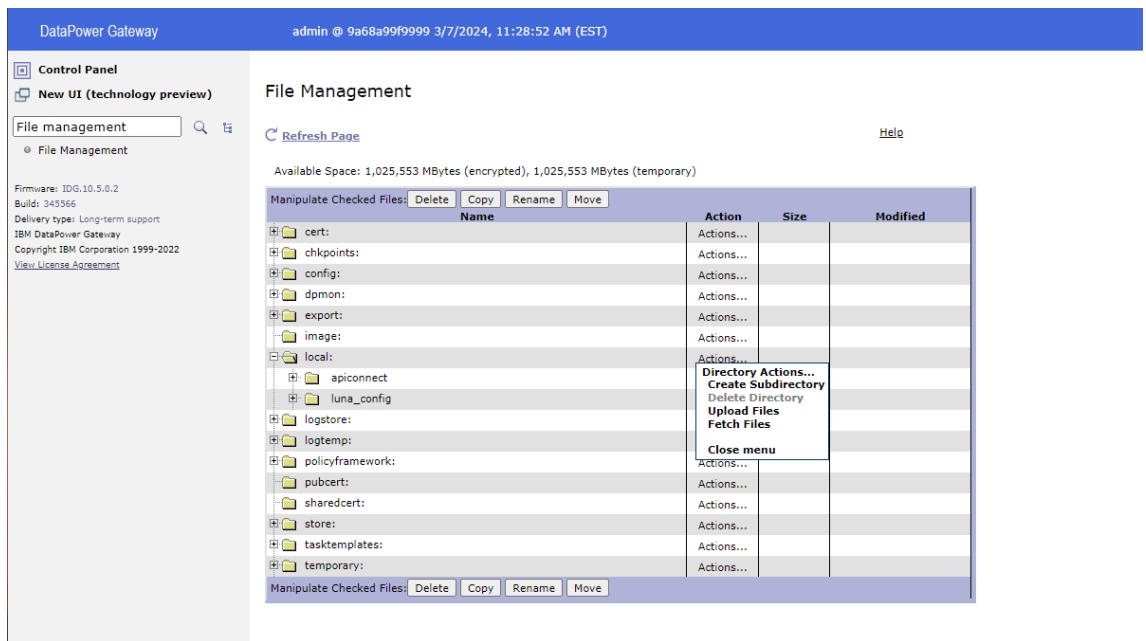 DataPower Gateway
admin @ 9a68a99f9999 3/7/2024, 11:28:52 AM (EST)
Control Panel
New UI (technology preview)
File management
File Management
Firmware: IDG.10.5.0.2
Build: 345566
Delivery type: Long-term support
IBM DataPower Gateway
Copyright IBM Corporation 1999-2022
View License Agreement
File Management
Refresh Page
Help
Available Space: 1,025,553 MBytes (encrypted), 1,025,553 MBytes (temporary)
Manipulate Checked Files: Delete Copy Rename Move
Name Action Size Modified
cert: Actions...
chkpoints: Actions...
config: Actions...
dpmon: Actions...
export: Actions...
image: Actions...
local: Actions...
apiconnect
luna_config
Directory Actions...
Create Subdirectory
Delete Directory
Upload Files
Fetch Files
Close menu
logstore:
logtemp:
policyframework: Actions...
pubcert: Actions...
sharedcert: Actions...
store: Actions...
tasktemplates: Actions...
temporary: Actions...
Manipulate Checked Files: Delete Copy Rename Move